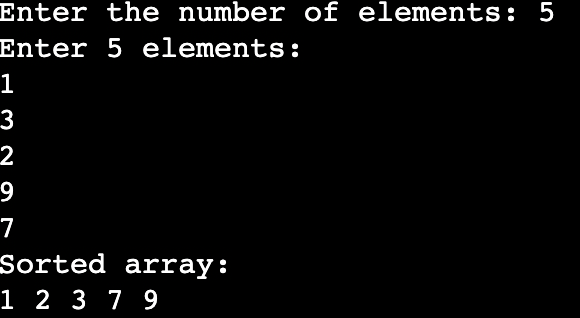 Enter the number of elements: 5
Enter 5 elements:
1
3
2
9
7
Sorted array:
1 2 3 7 9